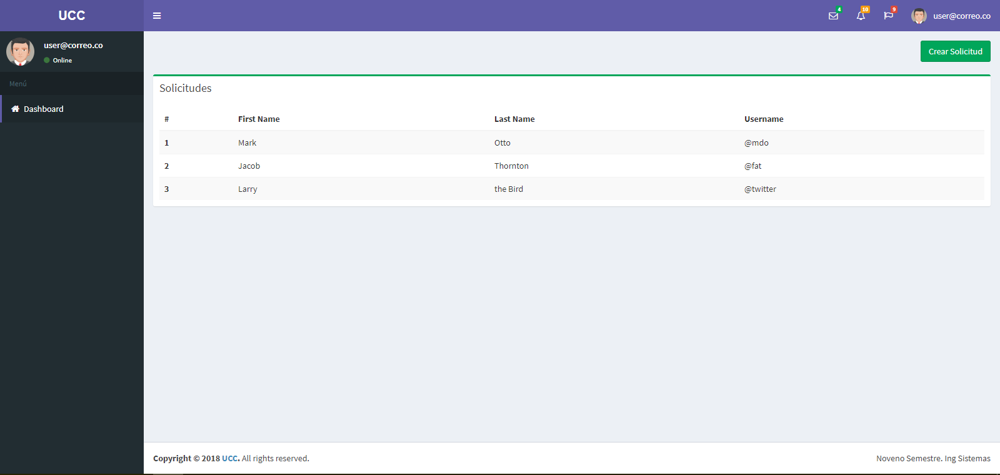 UCC
4
10
9
user@correo.co
user@correo.co
Online
Menú
Dashboard
Crear Solicitud
Solicitudes
# First Name Last Name Username
1 Mark Otto @mdo
2 Jacob Thornton @fat
3 Larry the Bird @twitter
Copyright © 2018 UCC. All rights reserved.
Noveno Semestre. Ing Sistemas